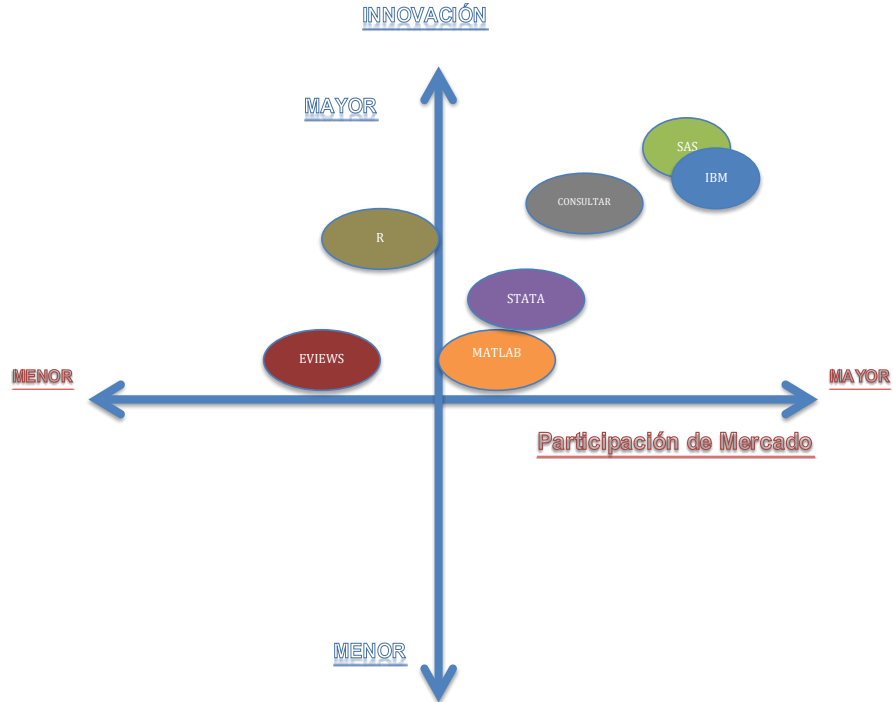 INNOVACIÓN
MAYOR
SAS
IBM
CONSULTAR
R
STATA
MATLAB
EVIEWS
MENOR
MAYOR
Participación de Mercado
MENOR